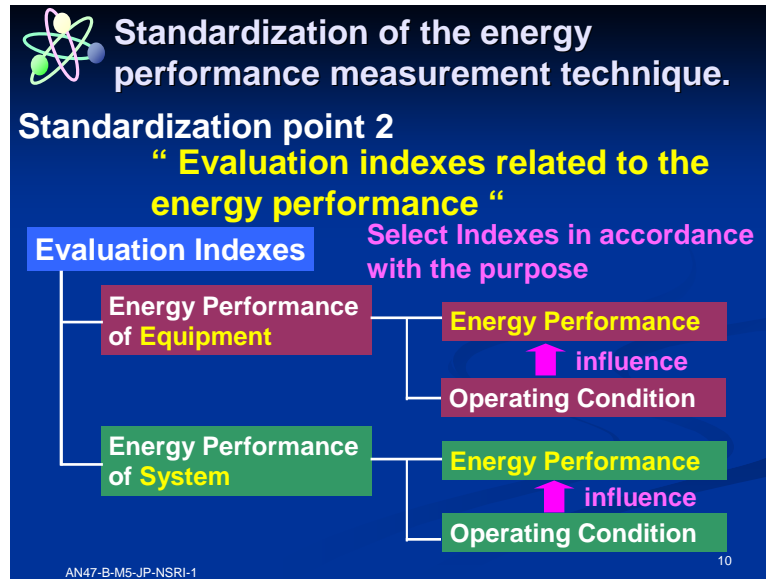 Standardization of the energy
performance measurement technique.
Standardization point 2
“ Evaluation indexes related to the
energy performance “
Evaluation Indexes
Select Indexes in accordance
with the purpose
Energy Performance
of Equipment
Energy Performance
influence
Operating Condition
Energy Performance
of System
Energy Performance
influence
Operating Condition
AN47-B-M5-JP-NSRI-1
10